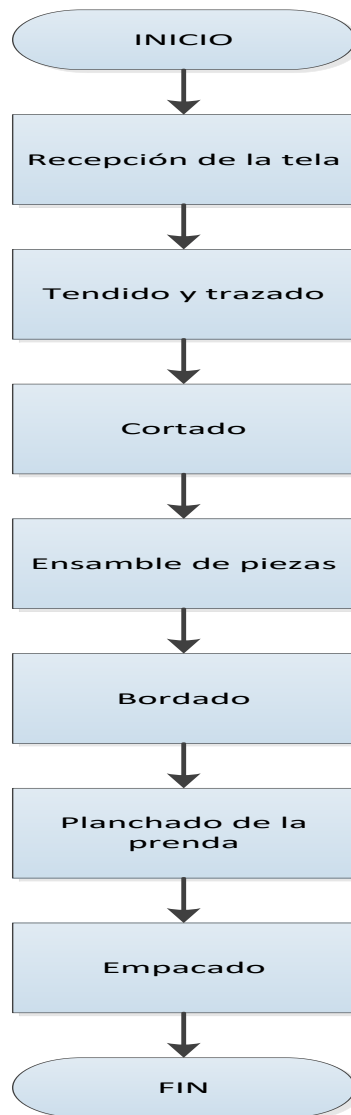 INICIO
Recepción de la tela
Tendido y trazado
Cortado
Ensamble de piezas
Bordado
Planchado de la
prenda
Empacado
FIN